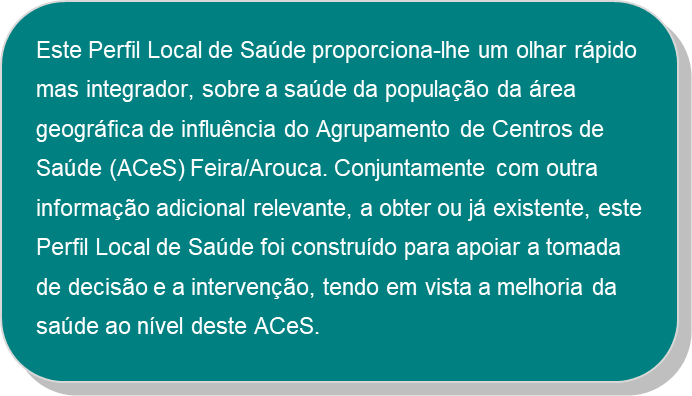 Este Perfil Local de Saúde proporciona-lhe um olhar rápido
mas integrador, sobre a saúde da população da área
geográfica de influência do Agrupamento de Centros de
Saúde (ACeS) Feira/Arouca. Conjuntamente com outra
informação adicional relevante, a obter ou já existente, este
Perfil Local de Saúde foi construído para apoiar a tomada
de decisão e a intervenção, tendo em vista a melhoria da
saúde ao nível deste ACeS.